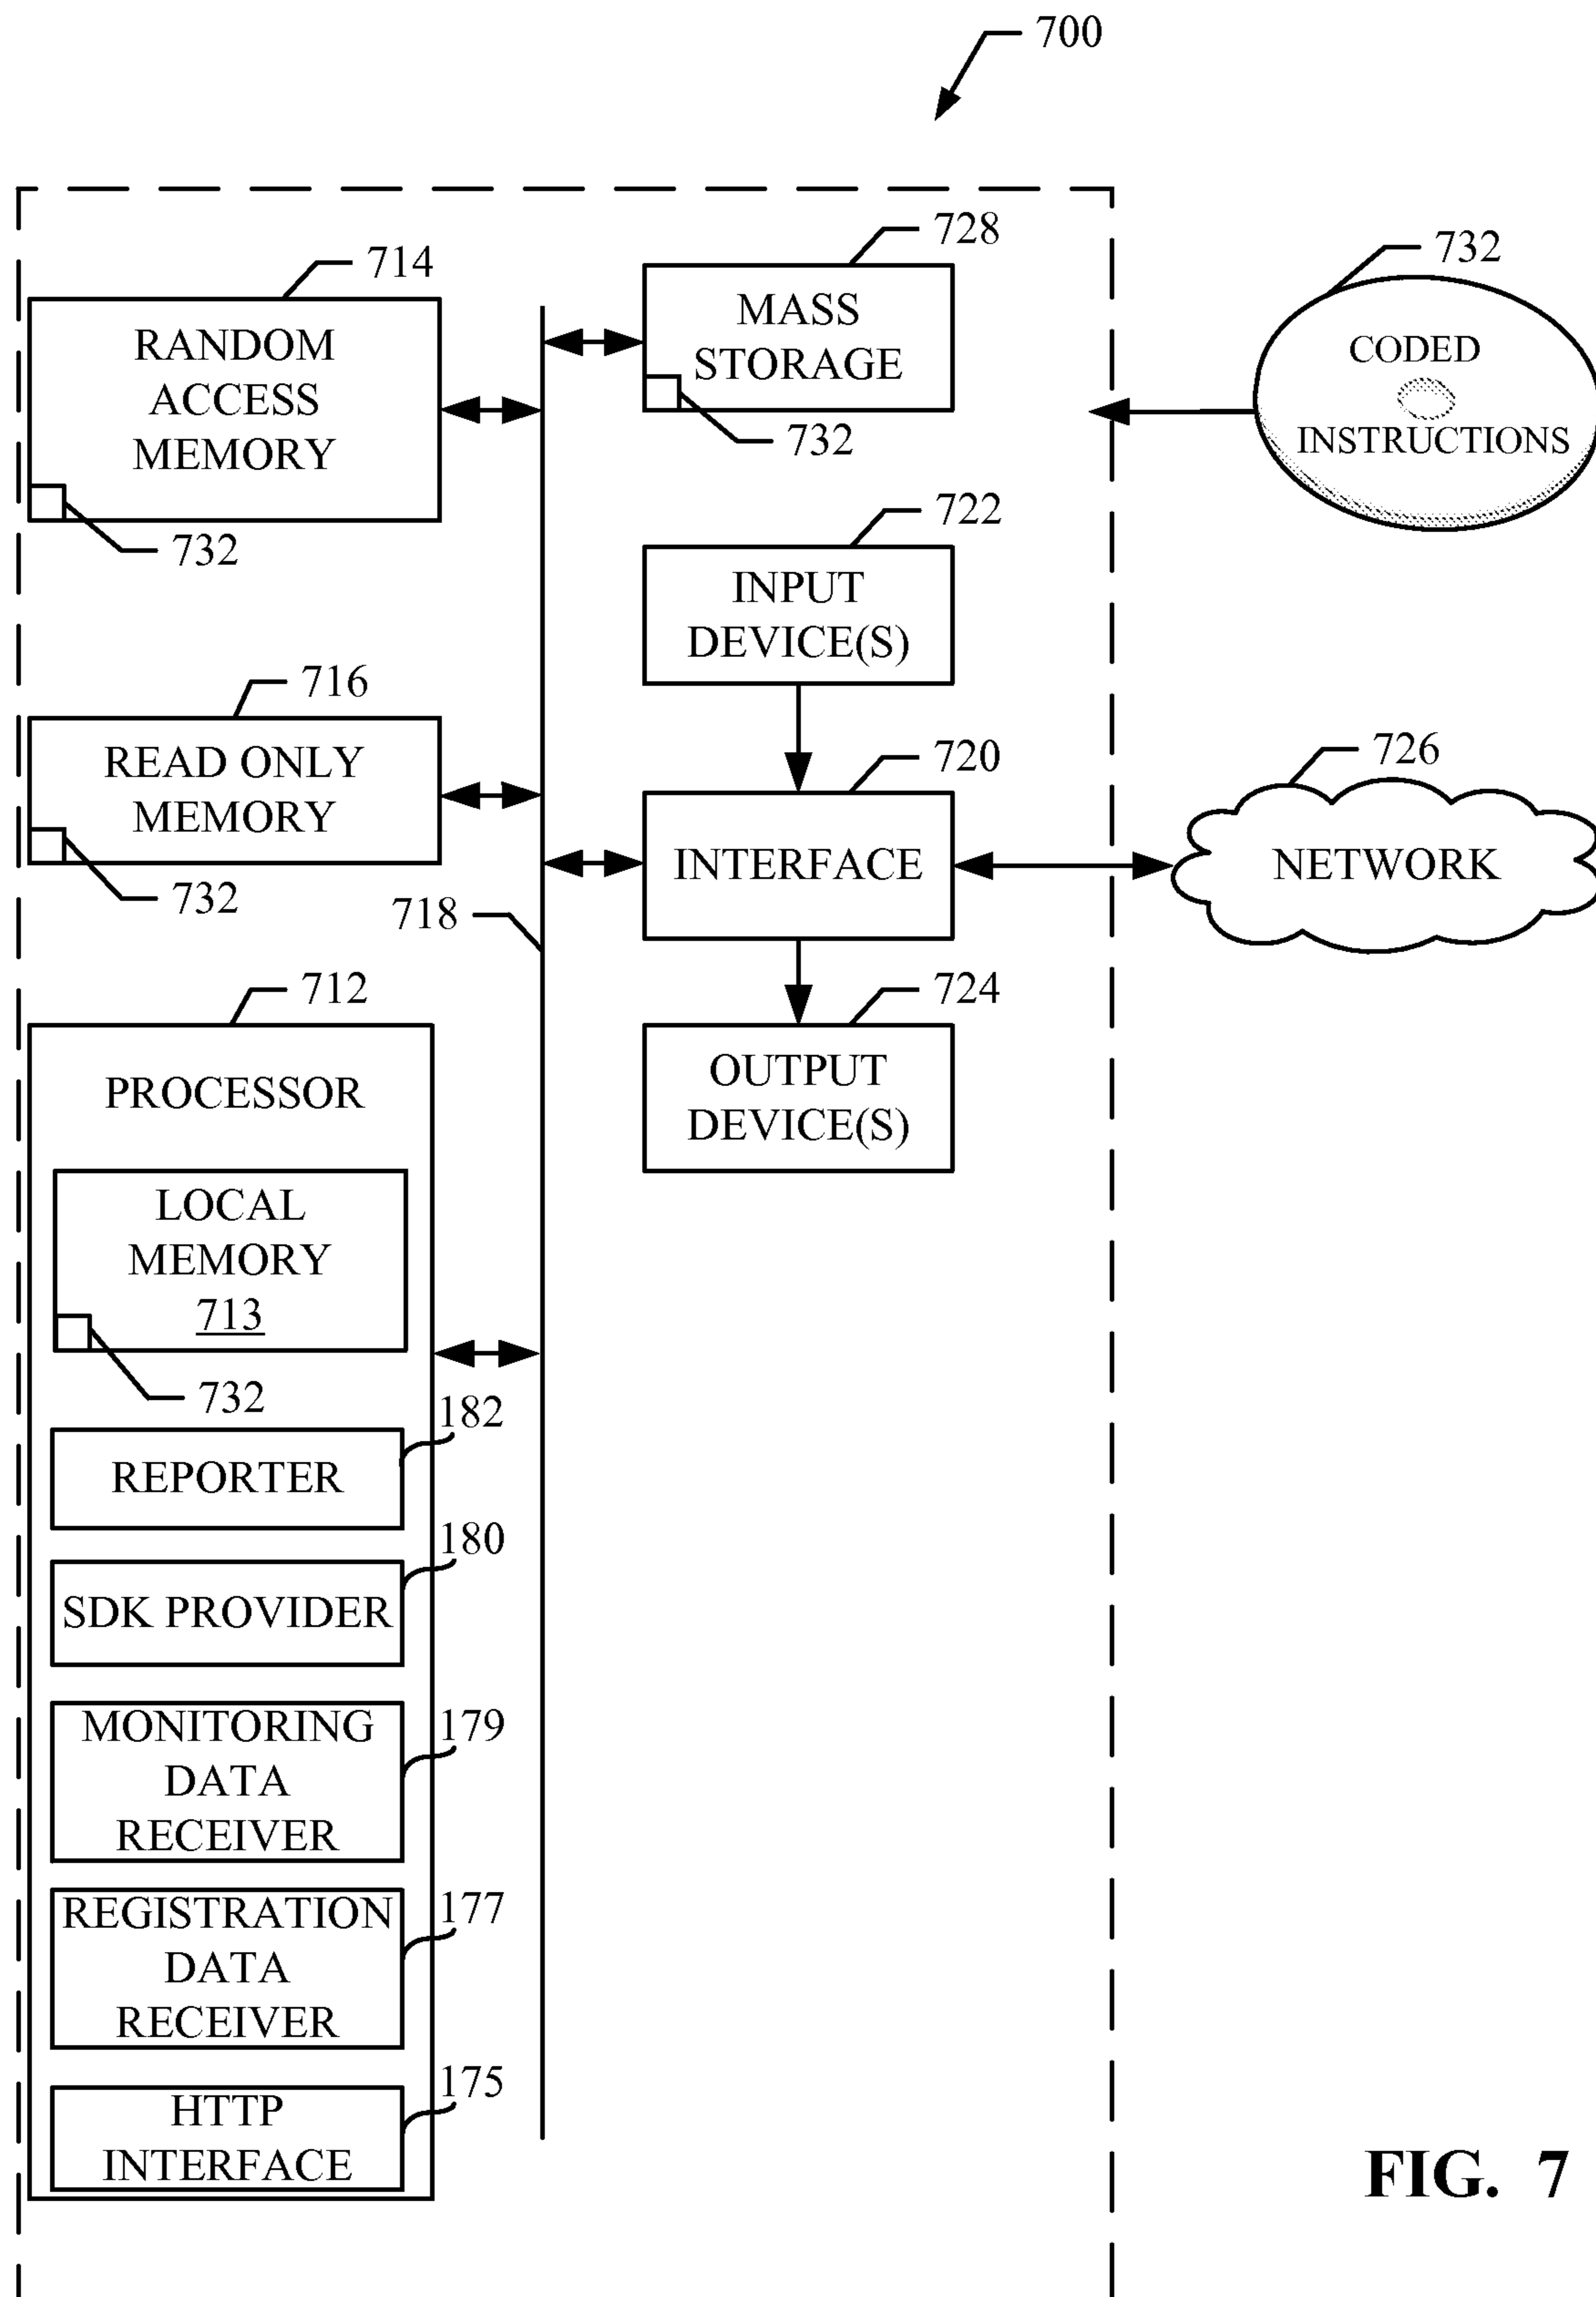 700
728
714
732
MASS
STORAGE
RANDOM
ACCESS
MEMORY
CODED
INSTRUCTIONS
732
732
722
INPUT
DEVICE(S)
716
READ ONLY
MEMORY
732
720
726
INTERFACE
NETWORK
718
712
724
PROCESSOR
OUTPUT
DEVICE(S)
LOCAL
MEMORY
713
732
182
REPORTER
180
SDK PROVIDER
179
MONITORING
DATA
RECEIVER
177
REGISTRATION
DATA
RECEIVER
175
HTTP
INTERFACE
FIG. 7